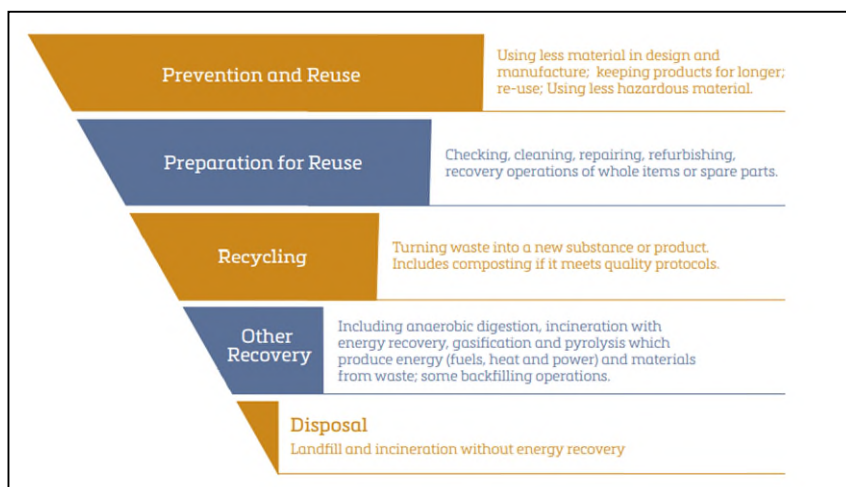 Prevention and Reuse
Using less material in design and
manufacture; keeping products for longer;
re-use; Using less hazardous material.
Preparation for Reuse
Checking, cleaning, repairing, refurbishing,
recovery operations of whole items or spare parts.
Recycling
Turning waste into a new substance or product.
Includes composting if it meets quality protocols.
Other
Recovery
Including anaerobic digestion, incineration with
energy recovery, gasification and pyrolysis which
produce energy (fuels, heat and power) and materials
from waste; some backfilling operations.
Disposal
Landfill and incineration without energy recovery